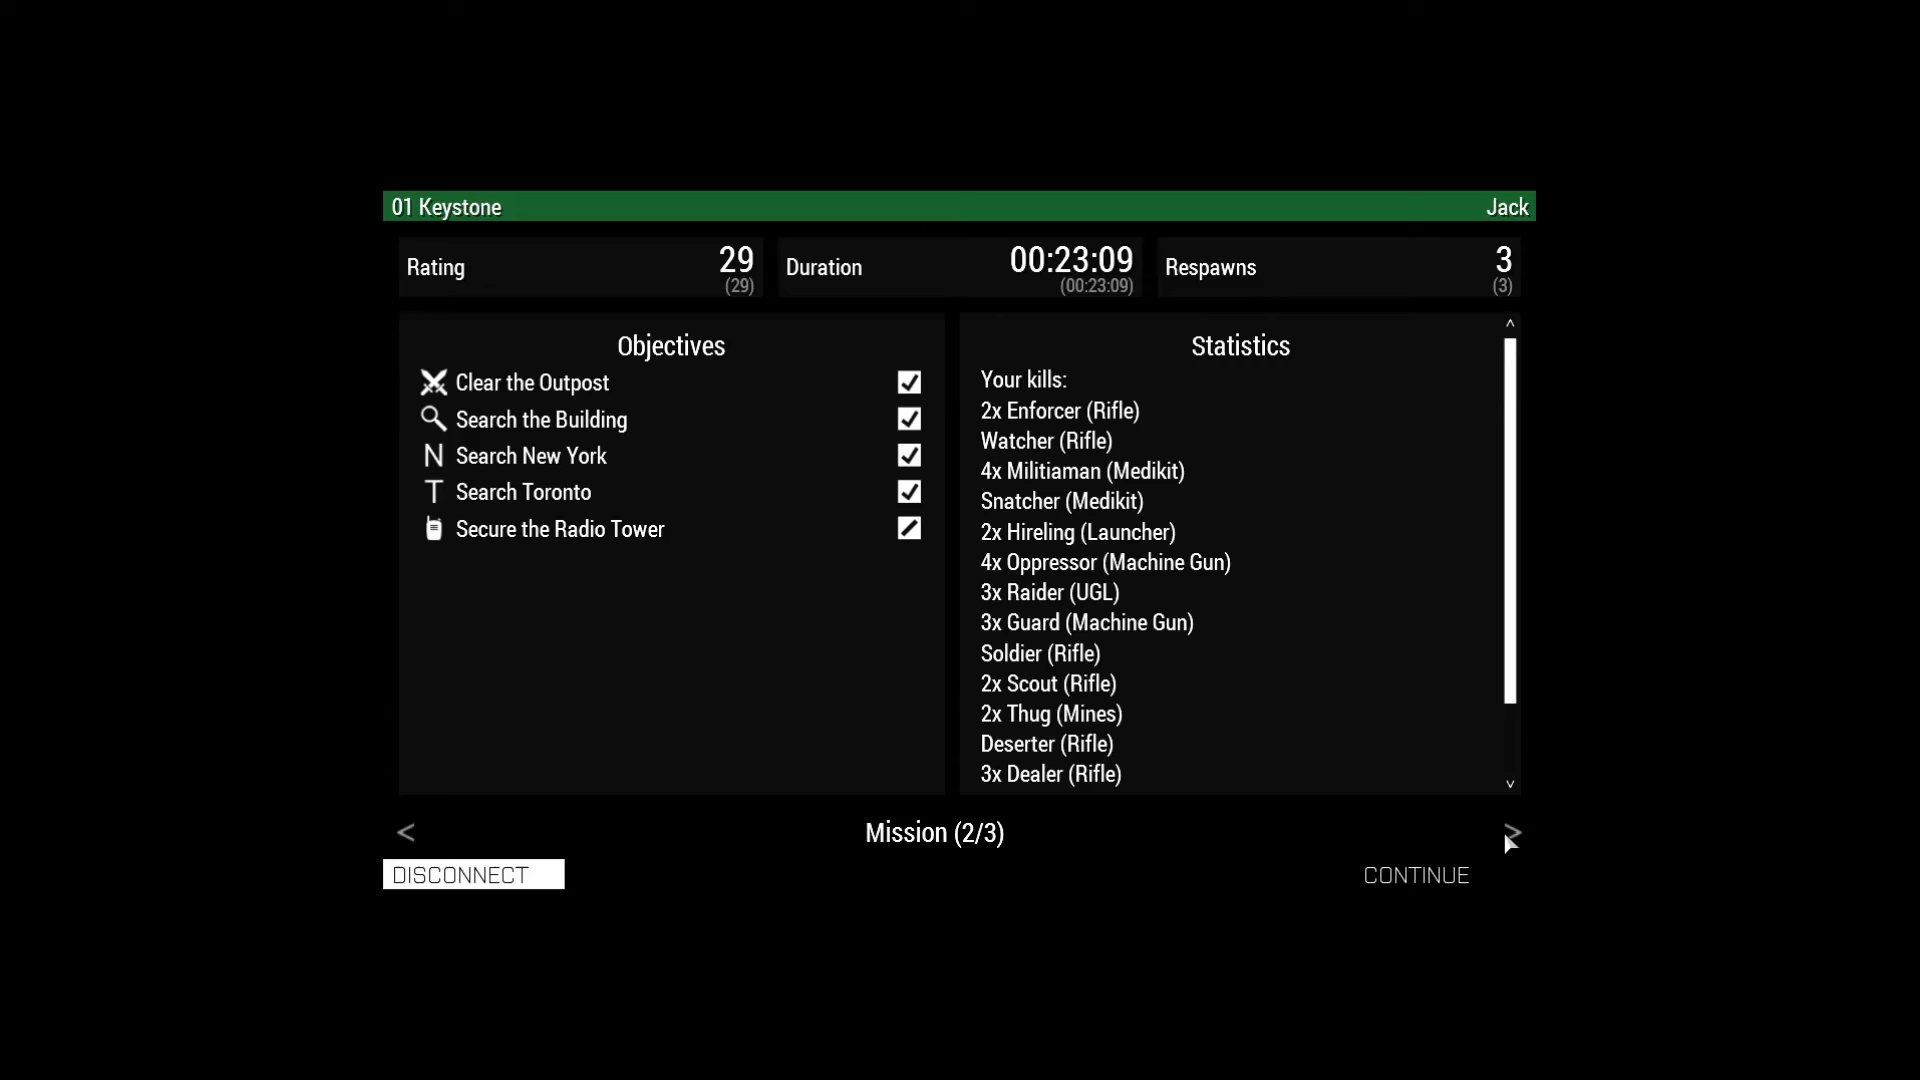 01 Keystone
Jack
Rating
29
(29)
Duration
00:23:09
(00:23:09)
Respawns
3
(3)
Objectives
Clear the Outpost
Search the Building
N Search New York
T Search Toronto
Secure the Radio Tower
Statistics
Your kills:
2x Enforcer (Rifle)
Watcher (Rifle)
4x Militiaman (Medikit)
Snatcher (Medikit)
2x Hireling (Launcher)
4x Oppressor (Machine Gun)
3x Raider (UGL)
3x Guard (Machine Gun)
Soldier (Rifle)
2x Scout (Rifle)
2x Thug (Mines)
Deserter (Rifle)
3x Dealer (Rifle)
< Mission (2/3) >
DISCONNECT
CONTINUE